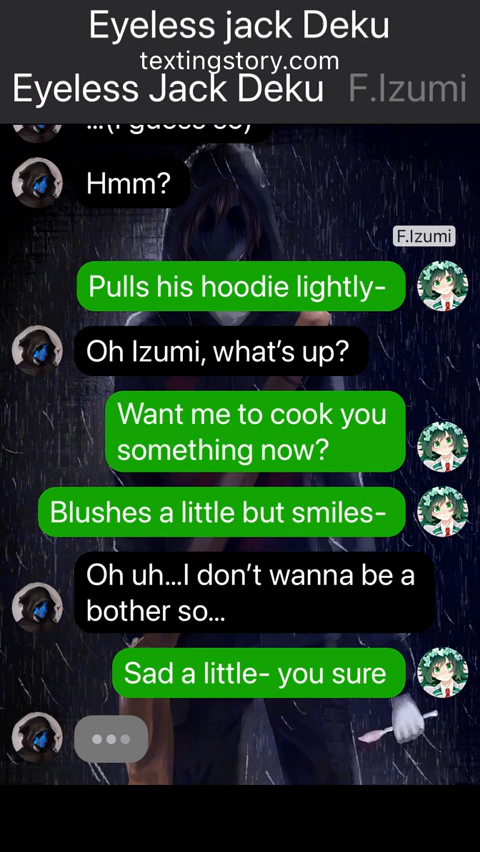 Eyeless jack Deku
textingstory.com
Eyeless Jack Deku F.Izumi
...(I guess so)
Hmm?
F.Izumi
Pulls his hoodie lightly-
Oh Izumi, what's up?
Want me to cook you
something now?
Blushes a little but smiles-
Oh uh...I don't wanna be a
bother so...
Sad a little- you sure